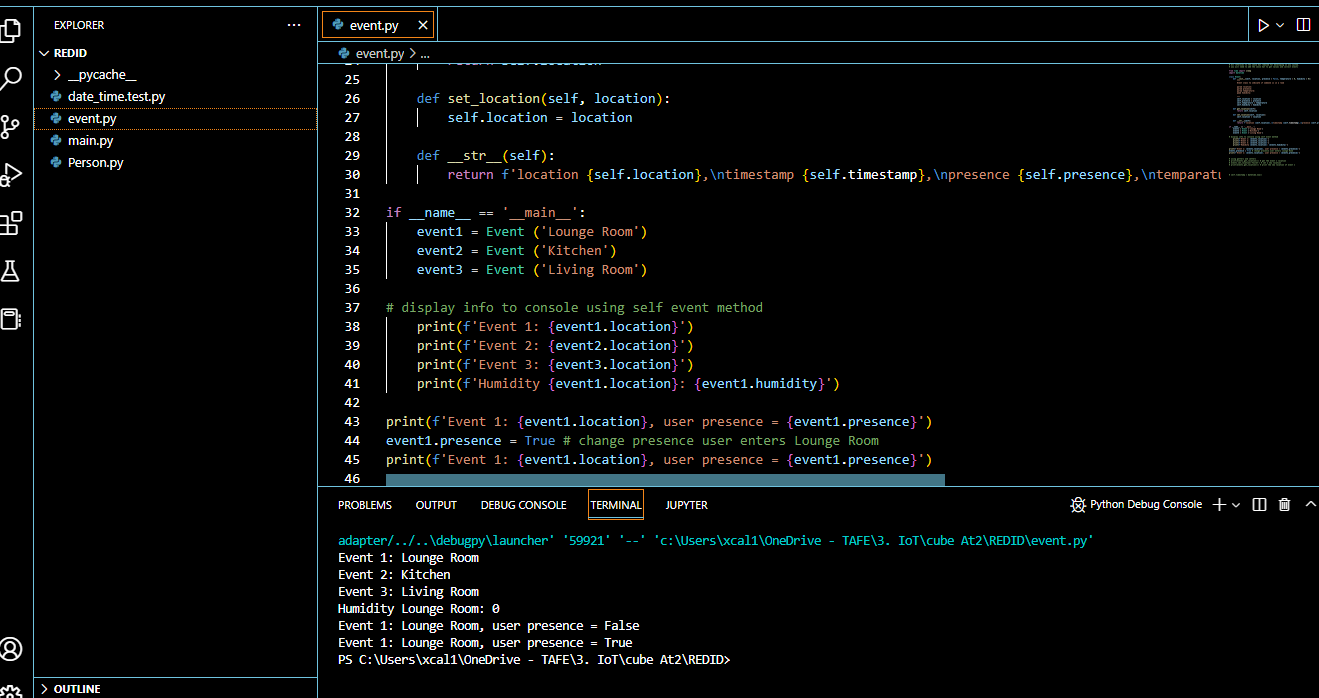 EXPLORER
REDID
__pycache__
date_time.test.py
event.py
main.py
Person.py
OUTLINE
event.py
event.py > ...
25
26 def set_location(self, location):
27 self.location = location
28
29 def __str__(self):
30 return f'location {self.location},\ntimestamp {self.timestamp},\npresence {self.presence},\ntemparatu
31
32 if __name__ == '__main__':
33 event1 = Event ('Lounge Room')
34 event2 = Event ('Kitchen')
35 event3 = Event ('Living Room')
36
37 # display info to console using self event method
38 print(f'Event 1: {event1.location}')
39 print(f'Event 2: {event2.location}')
40 print(f'Event 3: {event3.location}')
41 print(f'Humidity {event1.location}: {event1.humidity}')
42
43 print(f'Event 1: {event1.location}, user presence = {event1.presence}')
44 event1.presence = True # change presence user enters Lounge Room
45 print(f'Event 1: {event1.location}, user presence = {event1.presence}')
46
PROBLEMS OUTPUT DEBUG CONSOLE TERMINAL JUPYTER Python Debug Console
adapter/../..\debugpy\launcher' '59921' '--' 'c:\Users\xcal1\OneDrive - TAFE\3. IoT\cube At2\REDID\event.py'
Event 1: Lounge Room
Event 2: Kitchen
Event 3: Living Room
Humidity Lounge Room: 0
Event 1: Lounge Room, user presence = False
Event 1: Lounge Room, user presence = True
PS C:\Users\xcal1\OneDrive - TAFE\3. IoT\cube At2\REDID>